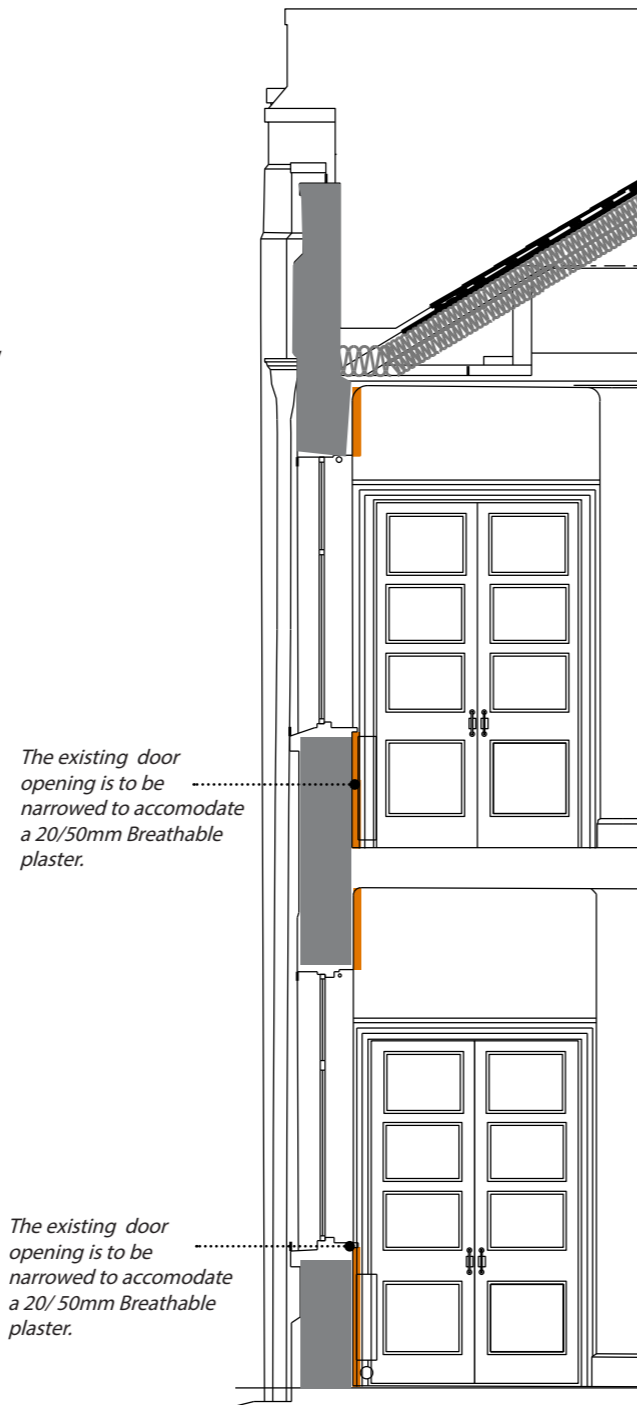 The existing door
opening is to be
narrowed to accomodate
a 20/50mm Breathable
plaster.
The existing door
opening is to be
narrowed to accomodate
a 20/ 50mm Breathable
plaster.